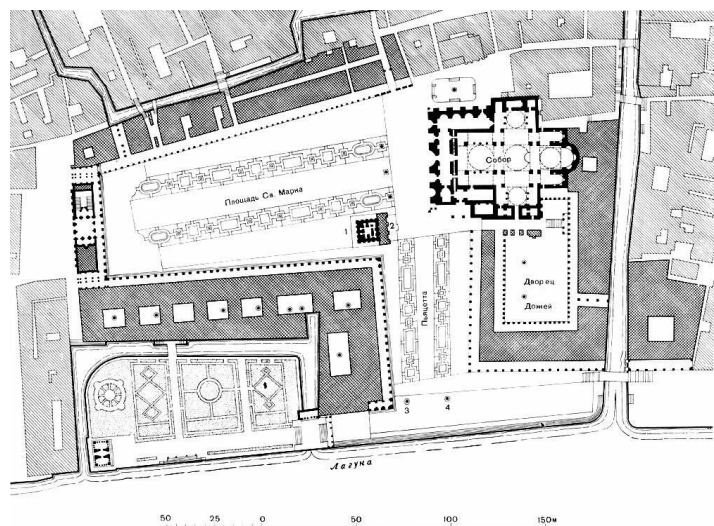 Собор
Площадь Св. Марка
1
2
Дворец
Дожей
Пьяцетта
3
4
Лагуна
50 25 0 50 100 150м